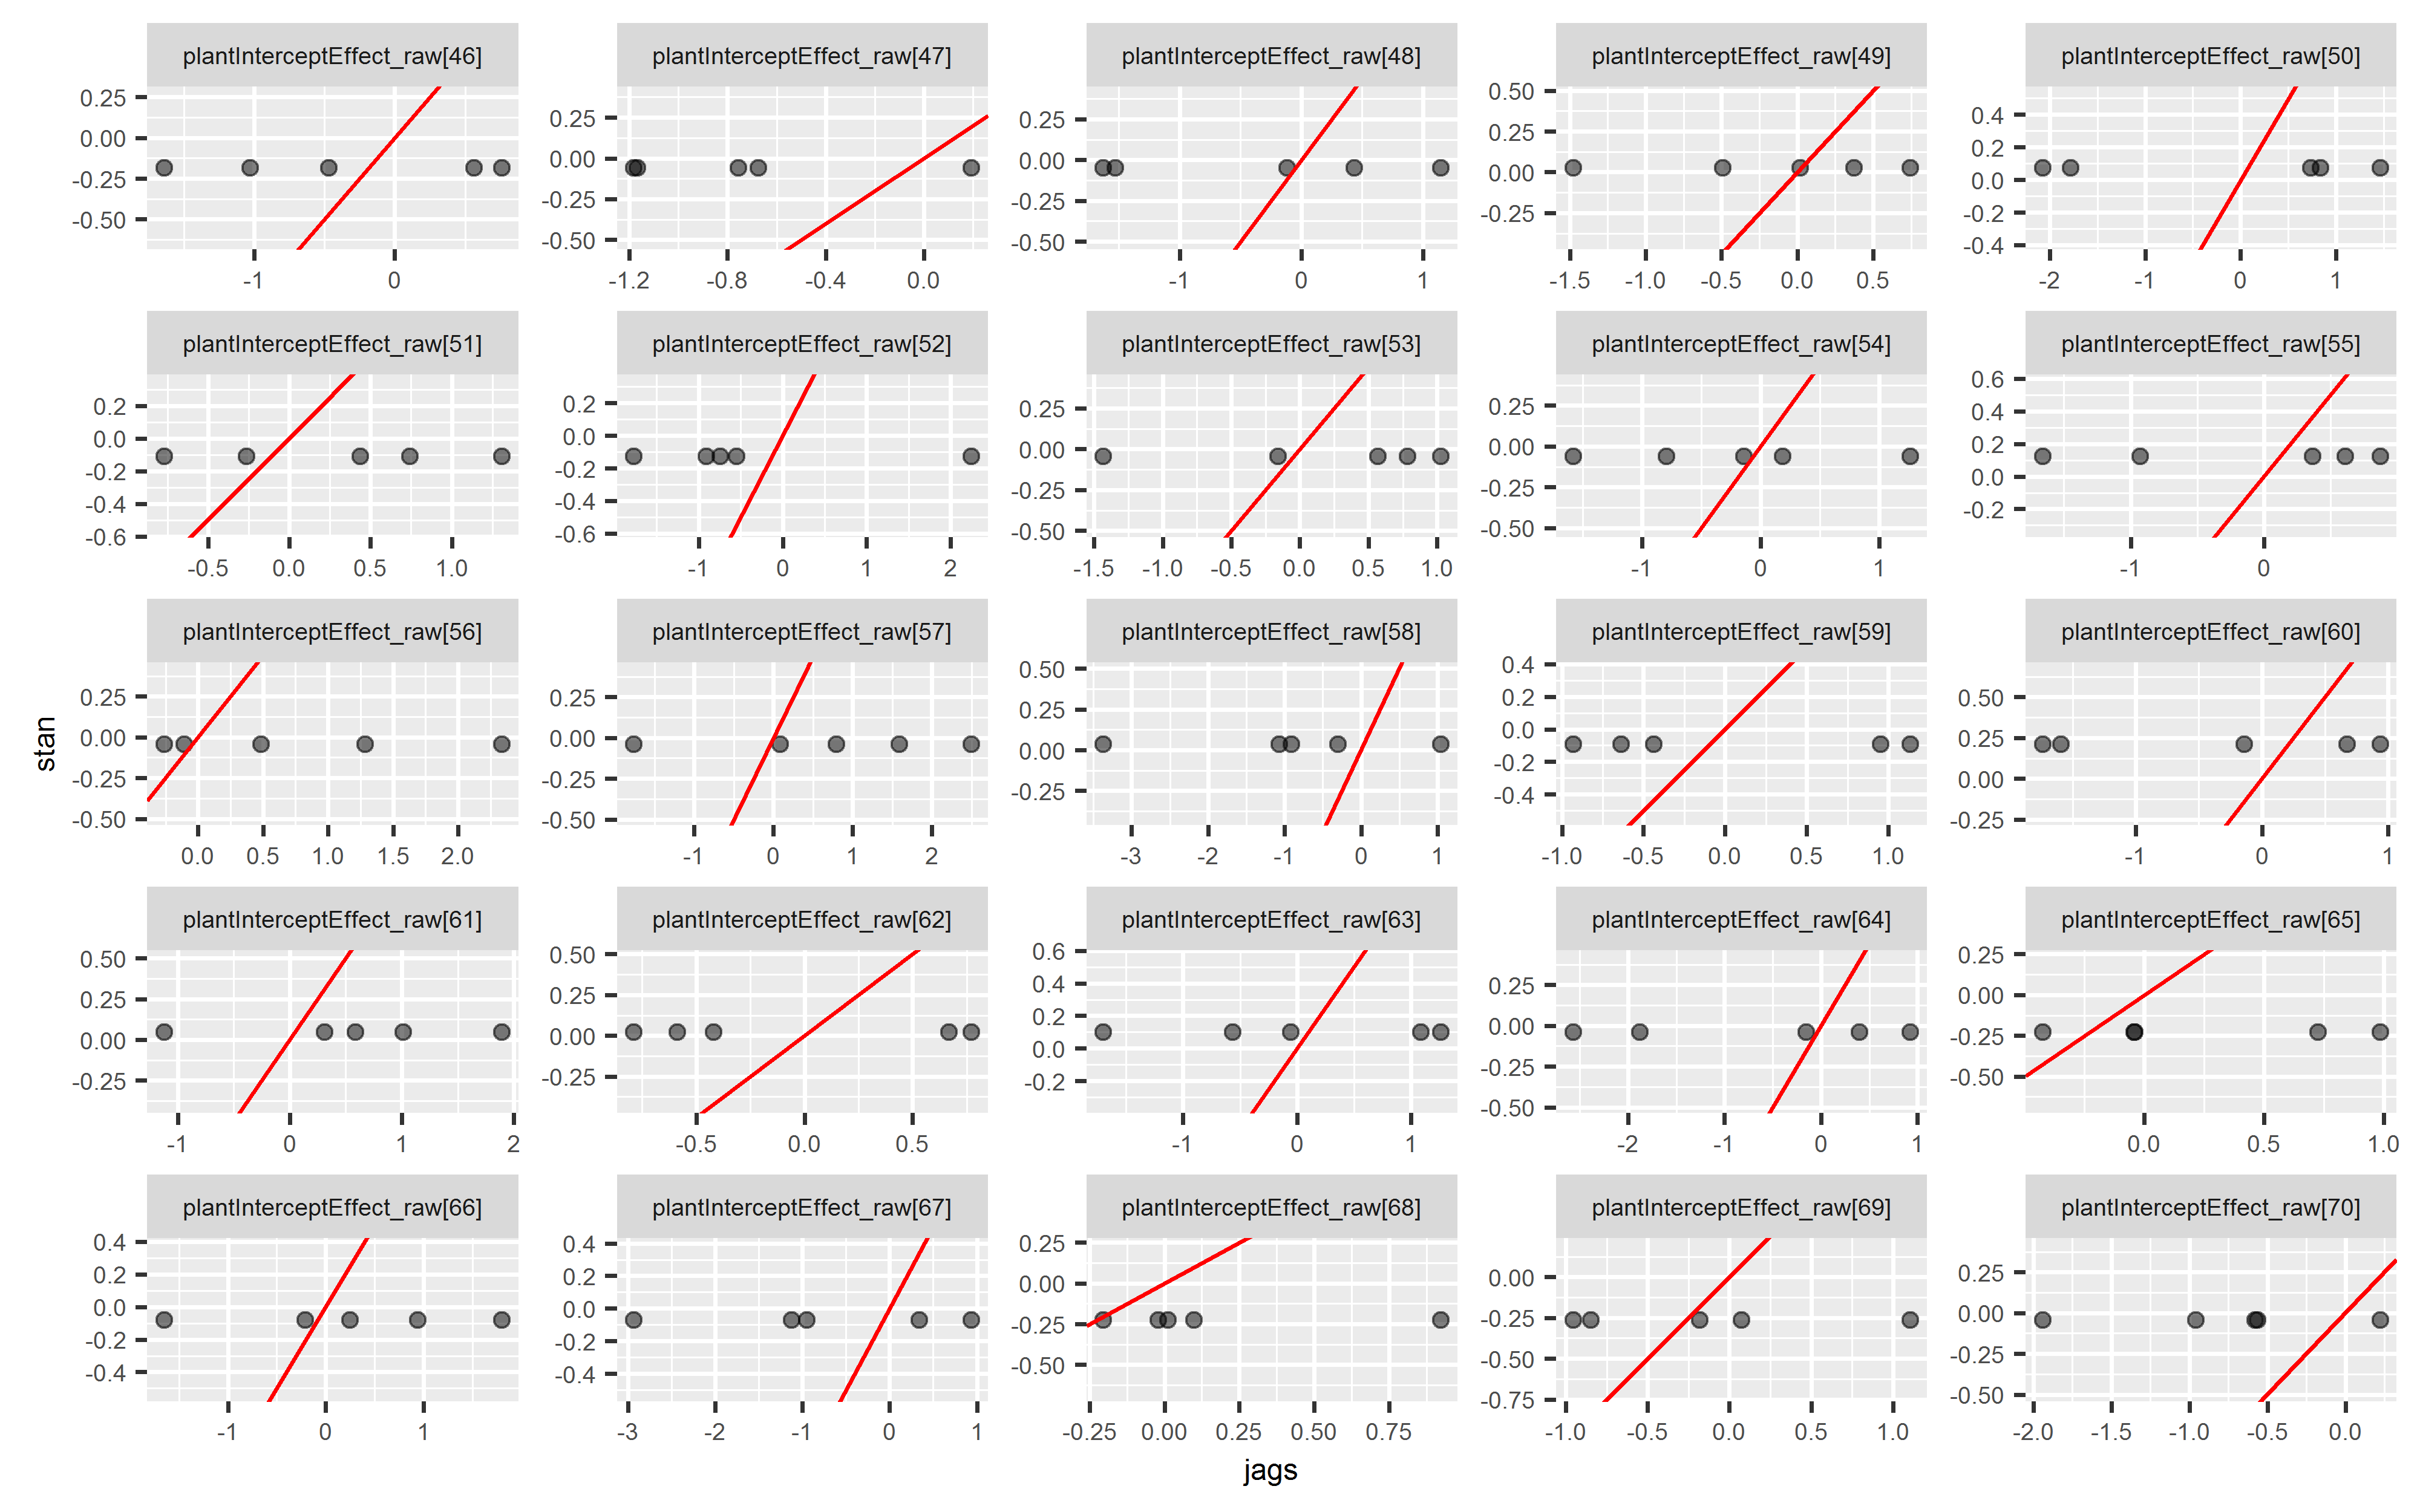 plantInterceptEffect_raw[46] plantInterceptEffect_raw[47] plantInterceptEffect_raw[48] plantInterceptEffect_raw[49] plantInterceptEffect_raw[50]
0.25 0.00 -0.25 -0.50
0.25 0.00 -0.25 -0.50
0.25 0.00 -0.25 -0.50
0.50 0.25 0.00 -0.25
0.4 0.2 0.0 -0.2 -0.4
-1 0
-1.2 -0.8 -0.4 0.0
-1 0 1
-1.5 -1.0 -0.5 0.0 0.5
-2 -1 0 1
plantInterceptEffect_raw[51] plantInterceptEffect_raw[52] plantInterceptEffect_raw[53] plantInterceptEffect_raw[54] plantInterceptEffect_raw[55]
0.2 0.0 -0.2 -0.4 -0.6
0.2 0.0 -0.2 -0.4 -0.6
0.25 0.00 -0.25 -0.50
0.25 0.00 -0.25 -0.50
0.6 0.4 0.2 0.0 -0.2
-0.5 0.0 0.5 1.0
-1 0 1 2
-1.5 -1.0 -0.5 0.0 0.5 1.0
-1 0 1
-1 0
plantInterceptEffect_raw[56] plantInterceptEffect_raw[57] plantInterceptEffect_raw[58] plantInterceptEffect_raw[59] plantInterceptEffect_raw[60]
stan
0.25 0.00 -0.25 -0.50
0.25 0.00 -0.25 -0.50
0.50 0.25 0.00 -0.25
0.4 0.2 0.0 -0.2 -0.4
0.50 0.25 0.00 -0.25
0.0 0.5 1.0 1.5 2.0
-1 0 1 2
-3 -2 -1 0 1
-1.0 -0.5 0.0 0.5 1.0
-1 0 1
plantInterceptEffect_raw[61] plantInterceptEffect_raw[62] plantInterceptEffect_raw[63] plantInterceptEffect_raw[64] plantInterceptEffect_raw[65]
0.50 0.25 0.00 -0.25
0.50 0.25 0.00 -0.25
0.6 0.4 0.2 0.0 -0.2
0.25 0.00 -0.25 -0.50
0.25 0.00 -0.25 -0.50
-1 0 1 2
-0.5 0.0 0.5
-1 0 1
-2 -1 0 1
0.0 0.5 1.0
plantInterceptEffect_raw[66] plantInterceptEffect_raw[67] plantInterceptEffect_raw[68] plantInterceptEffect_raw[69] plantInterceptEffect_raw[70]
0.4 0.2 0.0 -0.2 -0.4
0.4 0.2 0.0 -0.2 -0.4
0.25 0.00 -0.25 -0.50
0.00 -0.25 -0.50 -0.75
0.25 0.00 -0.25 -0.50
-1 0 1
-3 -2 -1 0 1
-0.25 0.00 0.25 0.50 0.75
-1.0 -0.5 0.0 0.5 1.0
-2.0 -1.5 -1.0 -0.5 0.0
jags